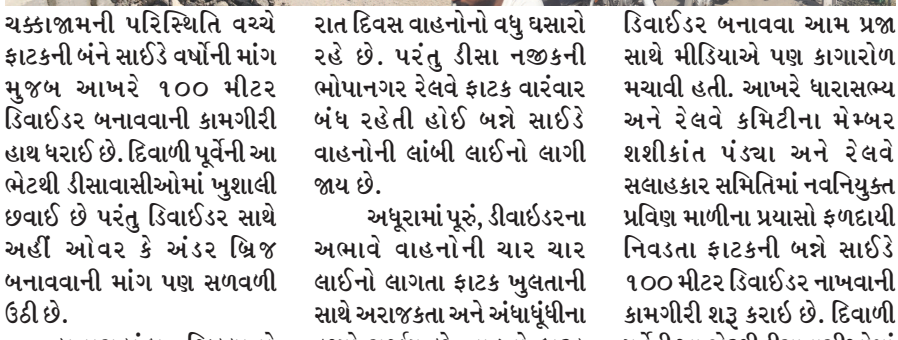 ચક્કાજામની પરિસ્થિતિ વચ્ચે
ફાટકની બંને સાઈડે વર્ષોની માંગ
મુજબ આખરે ૧૦૦ મીટર
ડિવાઈડર બનાવવાની કામગીરી
હાથ ધરાઈ છે. દિવાળી પૂર્વેની આ
ભેટથી ડીસાવાસીઓમાં ખુશાલી
છવાઈ છે પરંતુ ડિવાઈડર સાથે
અહીં ઓવર કે અંડર બ્રિજ
બનાવવાની માંગ પણ સળવળી
ઉઠી છે.
રાત દિવસ વાહનોનો વધુ ઘસારો
રહે છે. પરંતુ ડીસા નજીકની
ભોપાનગર રેલવે ફાટક વારંવાર
બંધ રહેતી હોઈ બન્ને સાઈડે
વાહનોની લાંબી લાઈનો લાગી
જાય છે.
અધૂરામાં પૂરું, ડીવાઇડરના
અભાવે વાહનોની ચાર ચાર
લાઈનો લાગતા ફાટક ખુલતાની
સાથે અરાજકતા અને અંધાધૂંધીના
ડિવાઈડર બનાવવા આમ પ્રજા
સાથે મીડિયાએ પણ કાગારોળ
મચાવી હતી. આખરે ધારાસભ્ય
અને રેલવે કમિટીના મેમ્બર
શશીકાંત પંડ્યા અને રેલવે
સલાહકાર સમિતિમાં નવનિયુક્ત
પ્રવિણ માળીના પ્રયાસો ફળદાયી
નિવડતા ફાટકની બન્ને સાઈડે
૧૦૦ મીટર ડિવાઈડર નાખવાની
કામગીરી શરૂ કરાઇ છે. દિવાળી